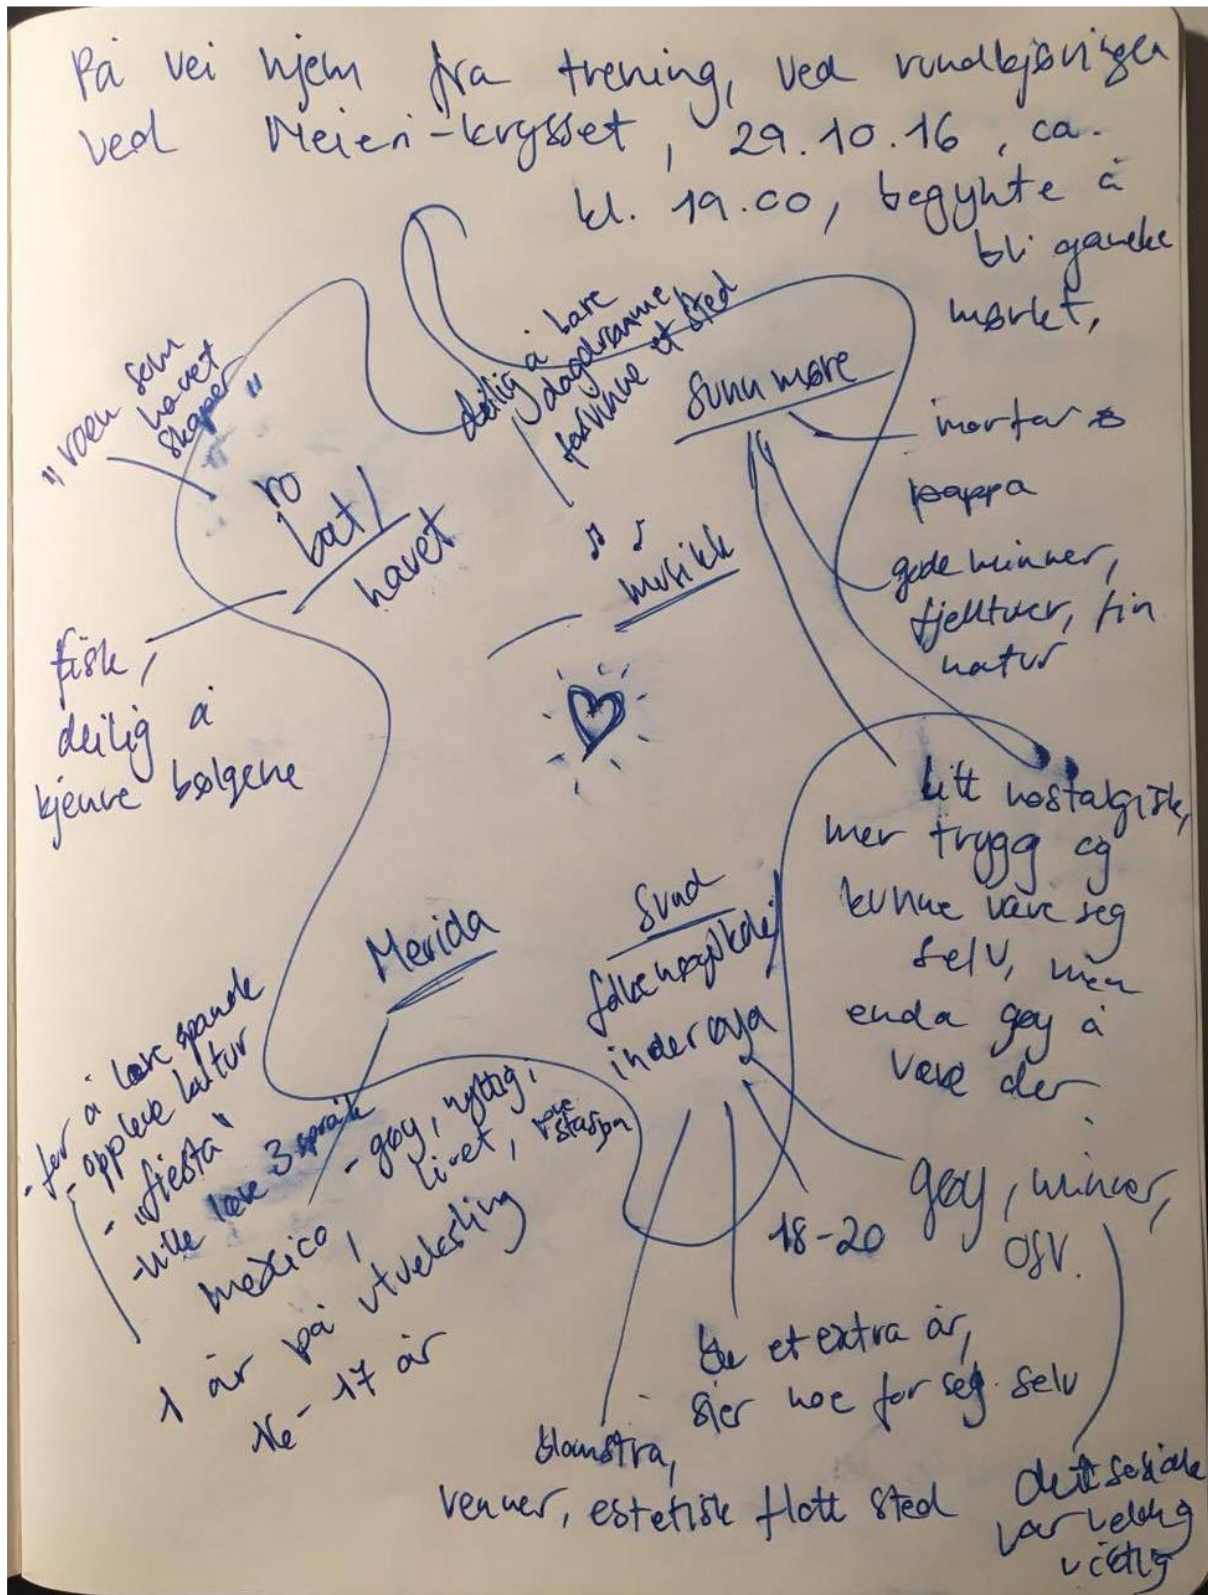 På vei hjem fra trening, ved rundkjøringen
ved Meieri-krysset, 29.10.16, ca.
kl. 19.00, begynte å
bli ganske
mørket,
"roen som
havet
skaper"
ro
båt/
havet
fisk,
deilig å
kjenne bølgene
deilig å bare
dagdrømme,
forsvinne et sted
musikk
Sunnmøre
morfar
pappa
gode minner,
fjellturer, fin
natur
litt nostalgisk,
mer trygg og
kunne være seg
selv, men
enda gøy å
være der
Merida
- for å lære spansk
- oppleve kultur
- "fiesta"
- ville lære 3 språk
- gøy, nyttig,
livet,
mexico,
1 år på utveksling
17 år
Sund
inderøya
18-20
gøy, minner,
osv.
et extra år,
sier noe for seg selv
blomstra,
venner, estetisk flott sted
det sosiale
var veldig
viktig